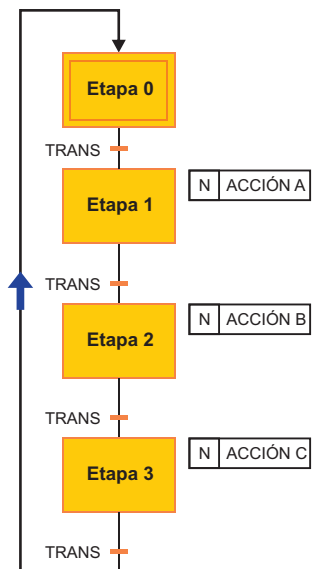 Etapa 0
TRANS
Etapa 1
N ACCIÓN A
TRANS
Etapa 2
N ACCIÓN B
TRANS
Etapa 3
N ACCIÓN C
TRANS